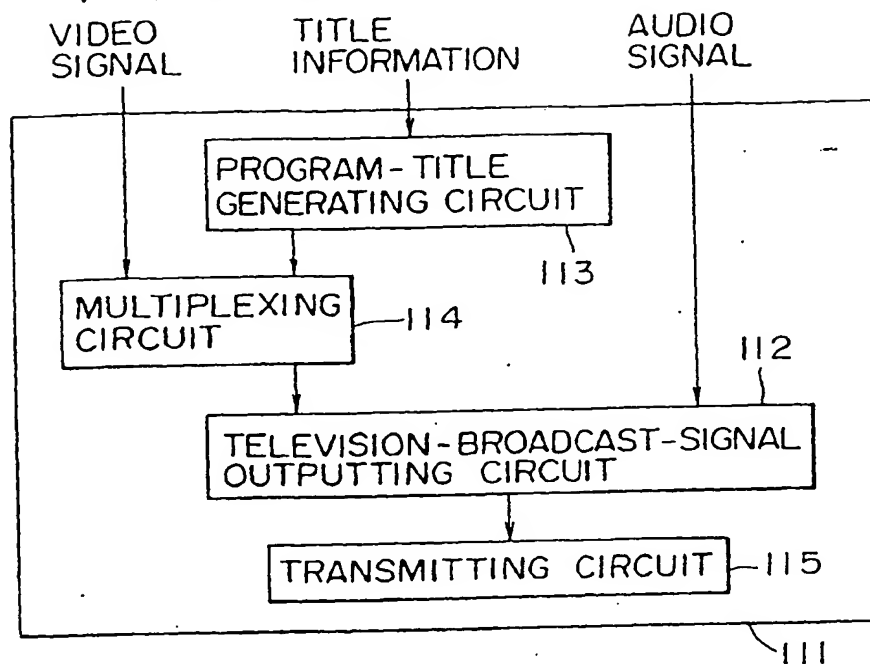 VIDEO
SIGNAL
TITLE
INFORMATION
AUDIO
SIGNAL
PROGRAM-TITLE
GENERATING CIRCUIT
113
MULTIPLEXING
CIRCUIT
114
112
TELEVISION-BROADCAST-SIGNAL
OUTPUTTING CIRCUIT
TRANSMITTING CIRCUIT
115
111